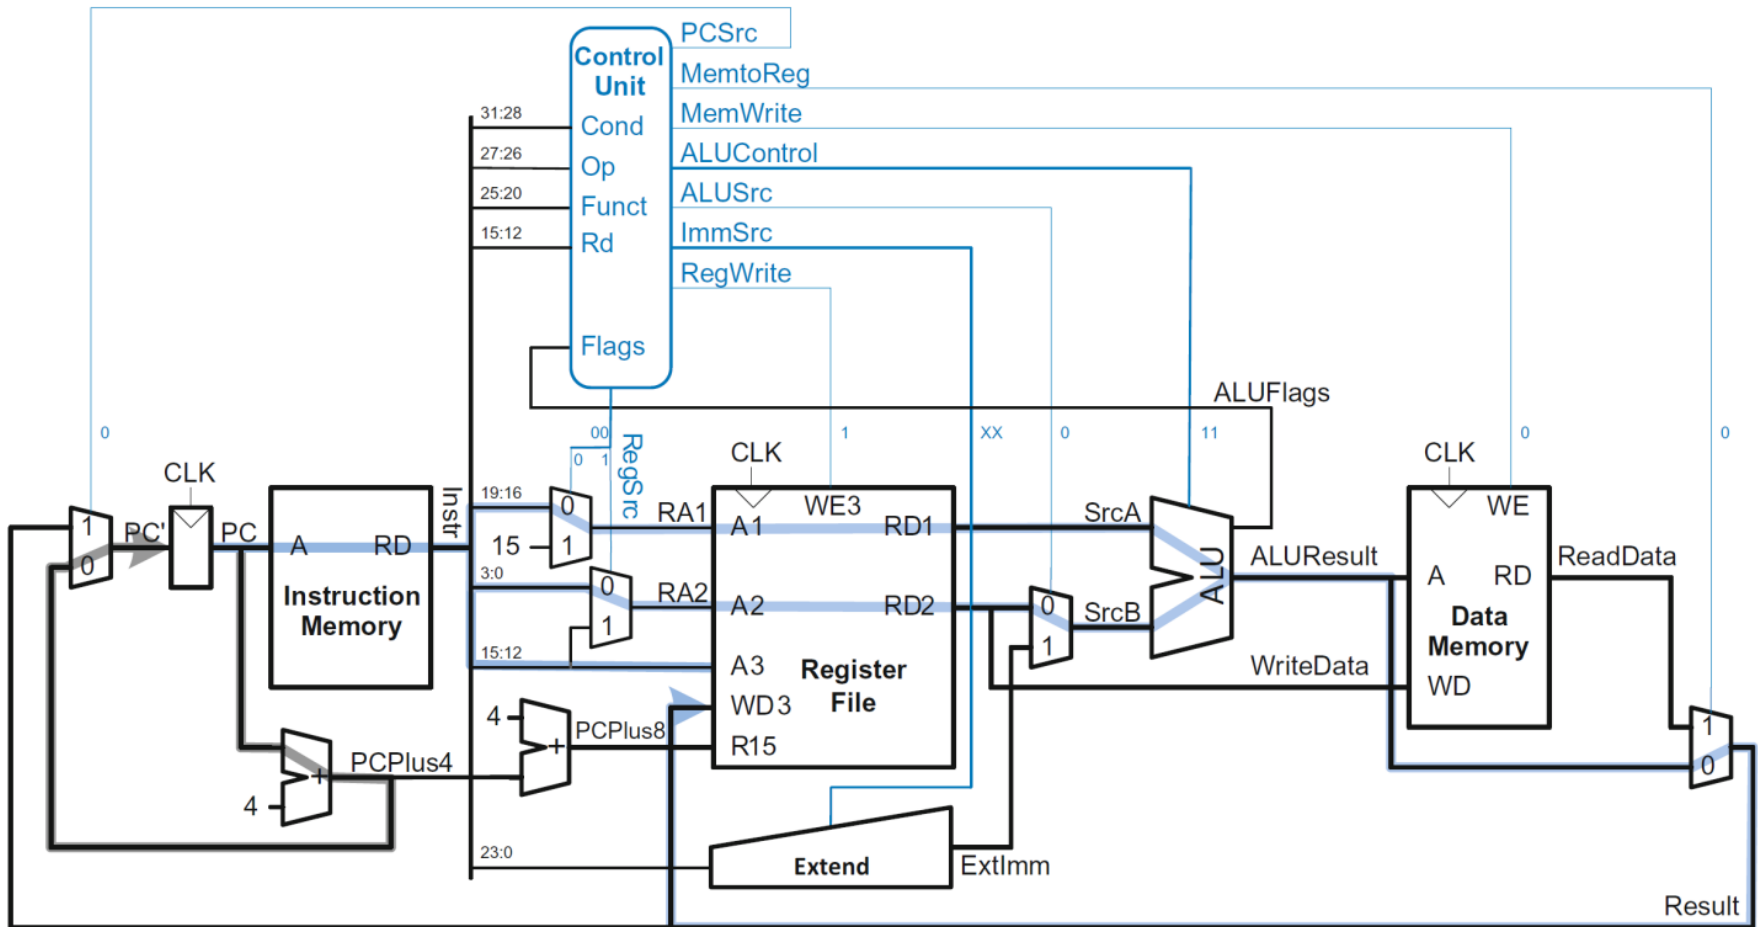 PCSrc
Control
Unit
MemtoReg
MemWrite
31:28
Cond
27:26
Op
ALUControl
25:20
Funct
ALUSrc
15:12
Rd
ImmSrc
RegWrite
Flags
ALUFlags
0
00
RegSrc
1
XX
0
11
0
0
0 1
CLK
CLK
CLK
Instr
19:16
0
RA1
A1
WE3
RD1
SrcA
WE
1
PC'
PC
A
RD
15
1
ALU
ALUResult
A
RD
ReadData
0
3:0
0
RA2
A2
RD2
0
SrcB
Instruction
Memory
1
1
Data
Memory
15:12
A3
Register
File
WriteData
WD
4
WD3
PCPlus8
R15
+
1
0
PCPlus4
+
4
23:0
Extend
ExtImm
Result